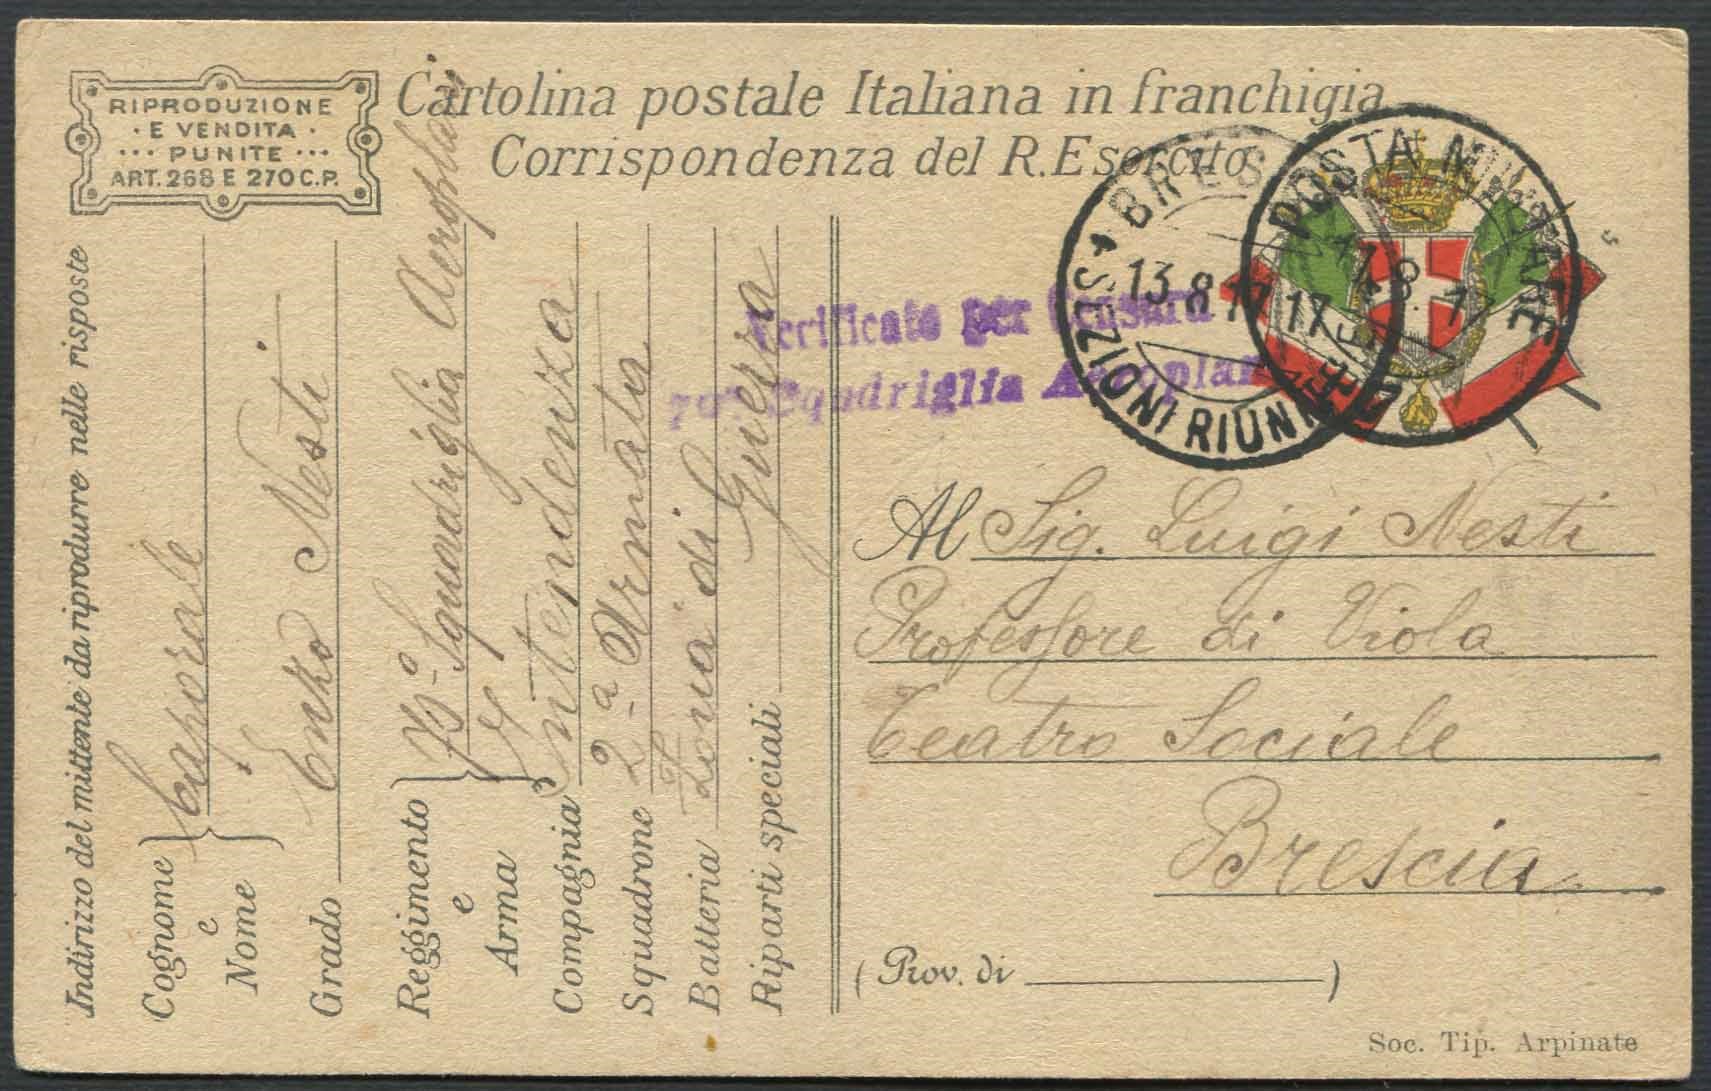 RIPRODUZIONE
· E VENDITA ·
··· PUNITE ···
ART. 268 E 270 C.P.
Cartolina postale Italiana in franchigia
Corrispondenza del R. Esercito
BRES
13.8.17 17
SEZIONI RIUNITE
POSTA MILITARE
8.17
Verificato per Censura
Squadriglia
Indirizzo del mittente da riprodurre nelle risposte
Cognome e Nome
Caporale
Grado
Enzo Nesti
Reggimento e Arma
Squadriglia Aeroplani
Compagnia
Intendenza
Squadrone
2ª Armata
Batteria
Zona di Guerra
Riparti speciali
Al Sig. Luigi Nesti
Professore di Viola
Teatro Sociale
Brescia
(Prov. di )
Soc. Tip. Arpinate